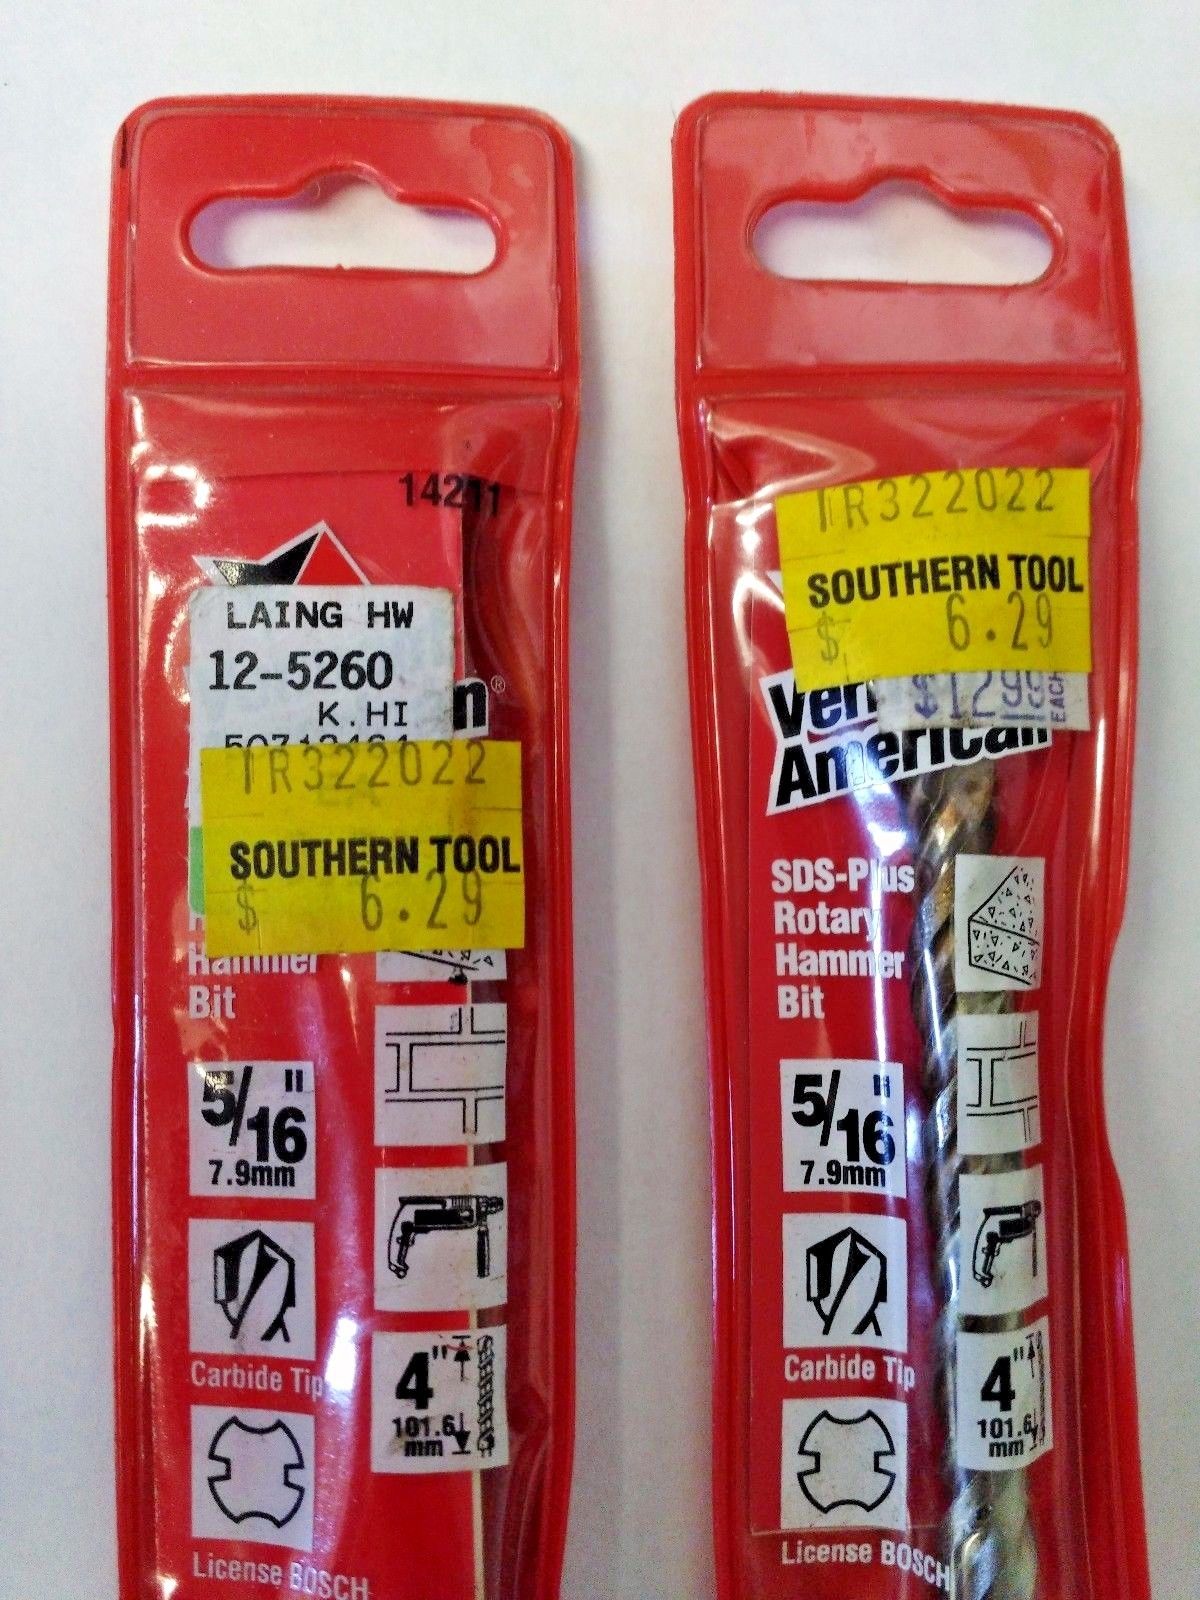 14211
LAING HW
12-5260
K.HI
n®
TR322022
SOUTHERN TOOL
$ 6.29
Hammer
Bit
5/16"
7.9mm
Carbide Tip
4"
101.6
mm
License BOSCH
TR322022
SOUTHERN TOOL
$ 6.29
$12.99
EACH
Ver
American
SDS-Plus
Rotary
Hammer
Bit
5/16"
7.9mm
Carbide Tip
4"
101.6
mm
License BOSCH